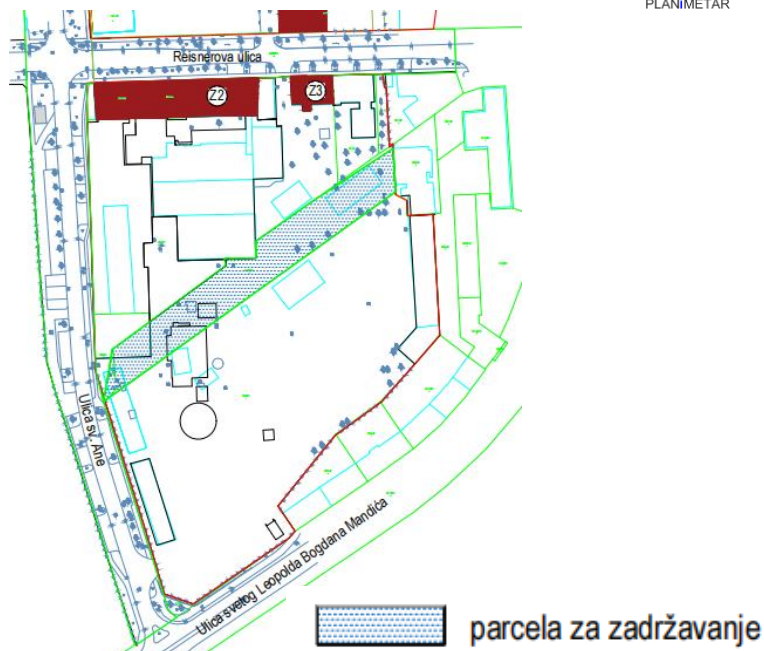 PLANiMETAR
Reisnerova ulica
Z2
Z3
Ulica sv. Ane
Ulica svetog Leopolda Bogdana Mandića
parcela za zadržavanje